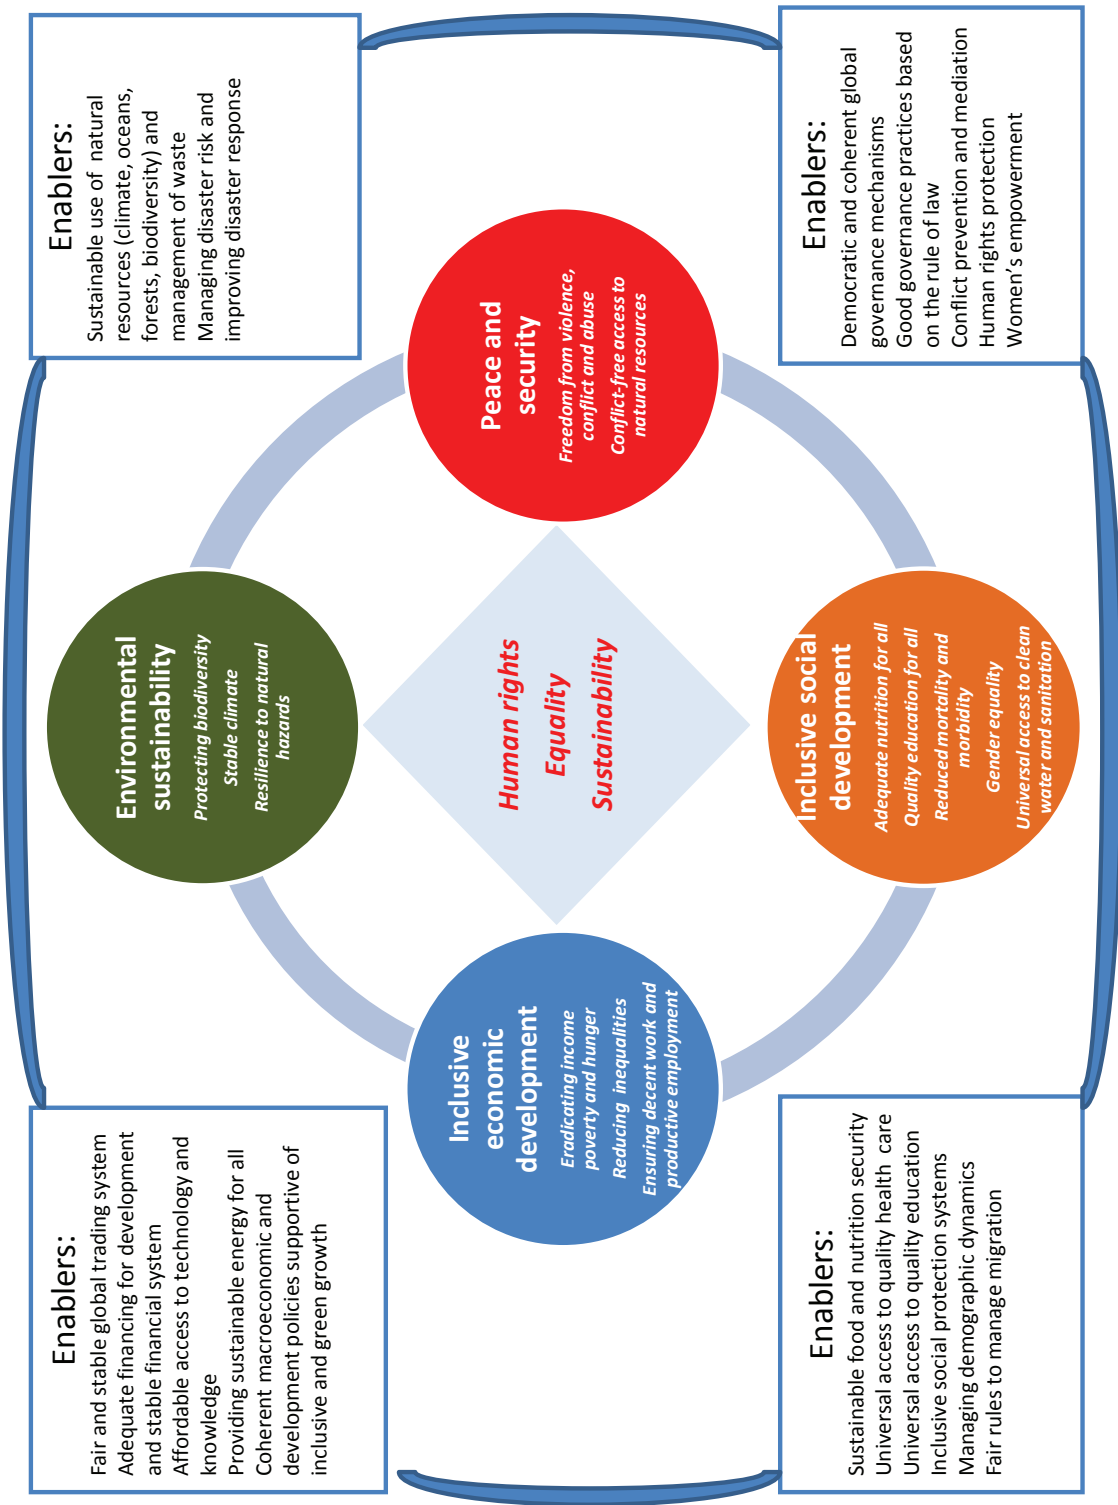 Enablers:
Fair and stable global trading system
Adequate financing for development
and stable financial system
Affordable access to technology and
knowledge
Providing sustainable energy for all
Coherent macroeconomic and
development policies supportive of
inclusive and green growth
Environmental
sustainability
Protecting biodiversity
Stable climate
Resilience to natural
hazards
Enablers:
Sustainable use of natural
resources (climate, oceans,
forests, biodiversity) and
management of waste
Managing disaster risk and
improving disaster response
Inclusive
economic
development
Eradicating income
poverty and hunger
Reducing inequalities
Ensuring decent work and
productive employment
Human rights
Equality
Sustainability
Peace and
security
Freedom from violence,
conflict and abuse
Conflict-free access to
natural resources
Enablers:
Sustainable food and nutrition security
Universal access to quality health care
Universal access to quality education
Inclusive social protection systems
Managing demographic dynamics
Fair rules to manage migration
Inclusive social
development
Adequate nutrition for all
Quality education for all
Reduced mortality and
morbidity
Gender equality
Universal access to clean
water and sanitation
Enablers:
Democratic and coherent global
governance mechanisms
Good governance practices based
on the rule of law
Conflict prevention and mediation
Human rights protection
Women's empowerment